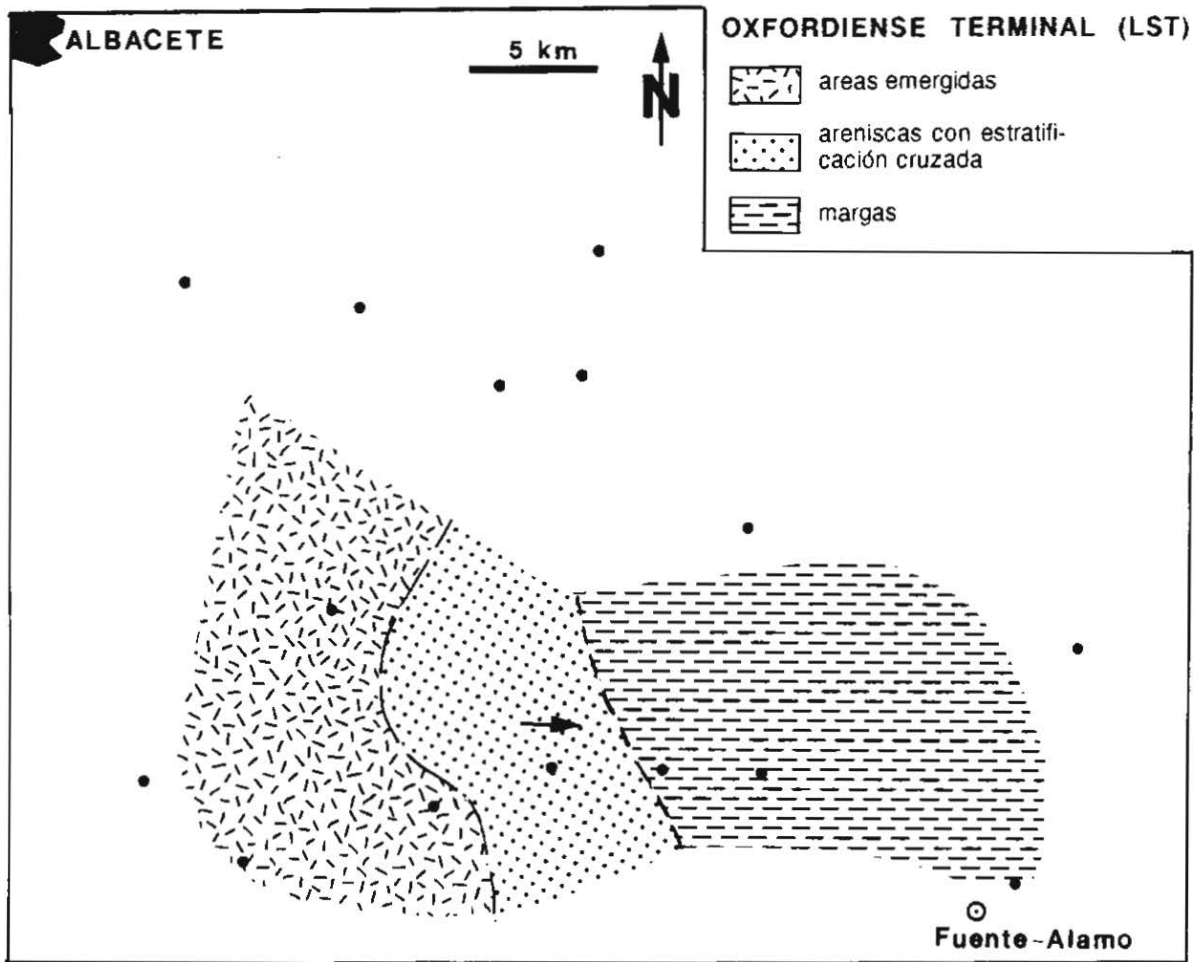 ALBACETE
5 km
N
OXFORDIENSE TERMINAL (LST)
areas emergidas
areniscas con estratifi-
cación cruzada
margas
Fuente-Alamo